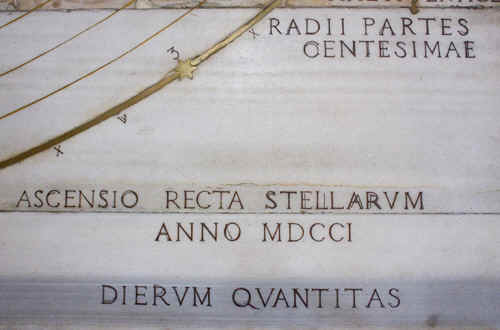 RADII PARTES
CENTESIMAE
ASCENSIO RECTA STELLARVM
ANNO MDCCI
DIERVM QVANTITAS